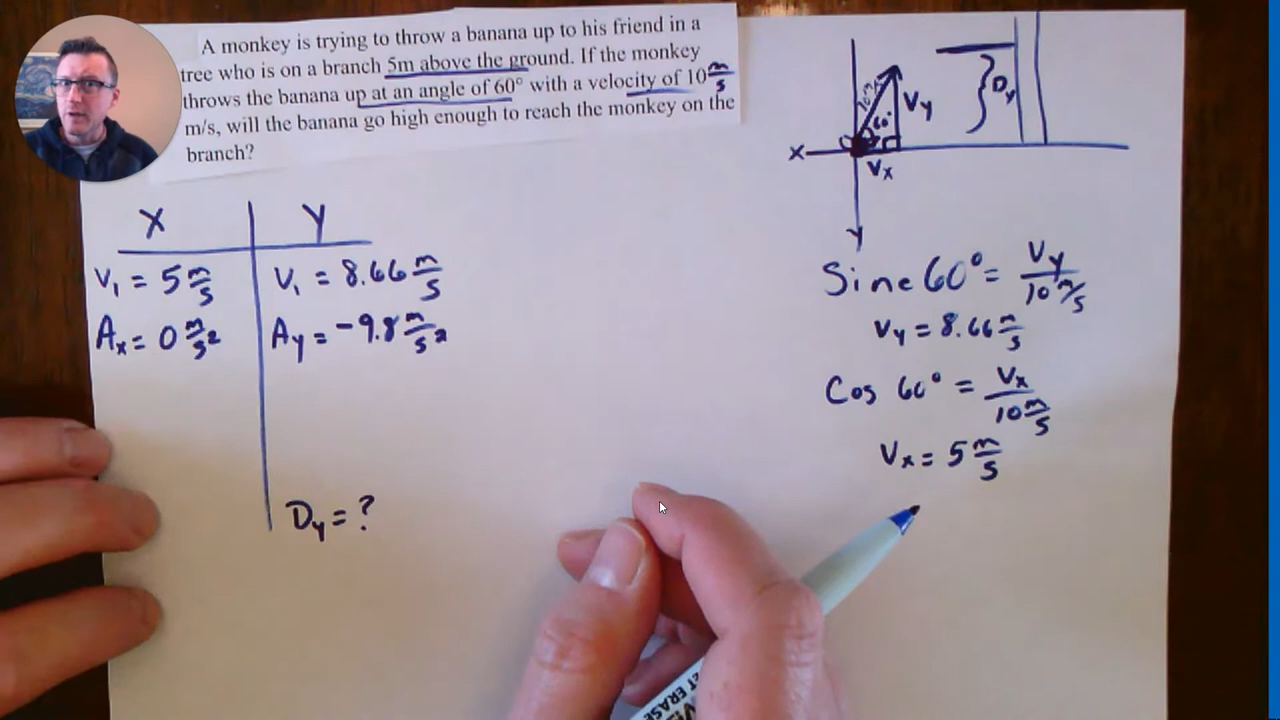 A monkey is trying to throw a banana up to his friend in a
tree who is on a branch 5m above the ground. If the monkey
throws the banana up at an angle of 60° with a velocity of 10 m/s
m/s, will the banana go high enough to reach the monkey on the
branch?
X Y
V₁ = 5 m/s V₁ = 8.66 m/s
Aₓ = 0 m/s² Ay = -9.8 m/s²
Dy = ?
10 m/s
60°
Vy
Dy
X
Vx
Y
Sine 60° = Vy/10 m/s
Vy = 8.66 m/s
Cos 60° = Vx/10 m/s
Vx = 5 m/s
ET ERASE